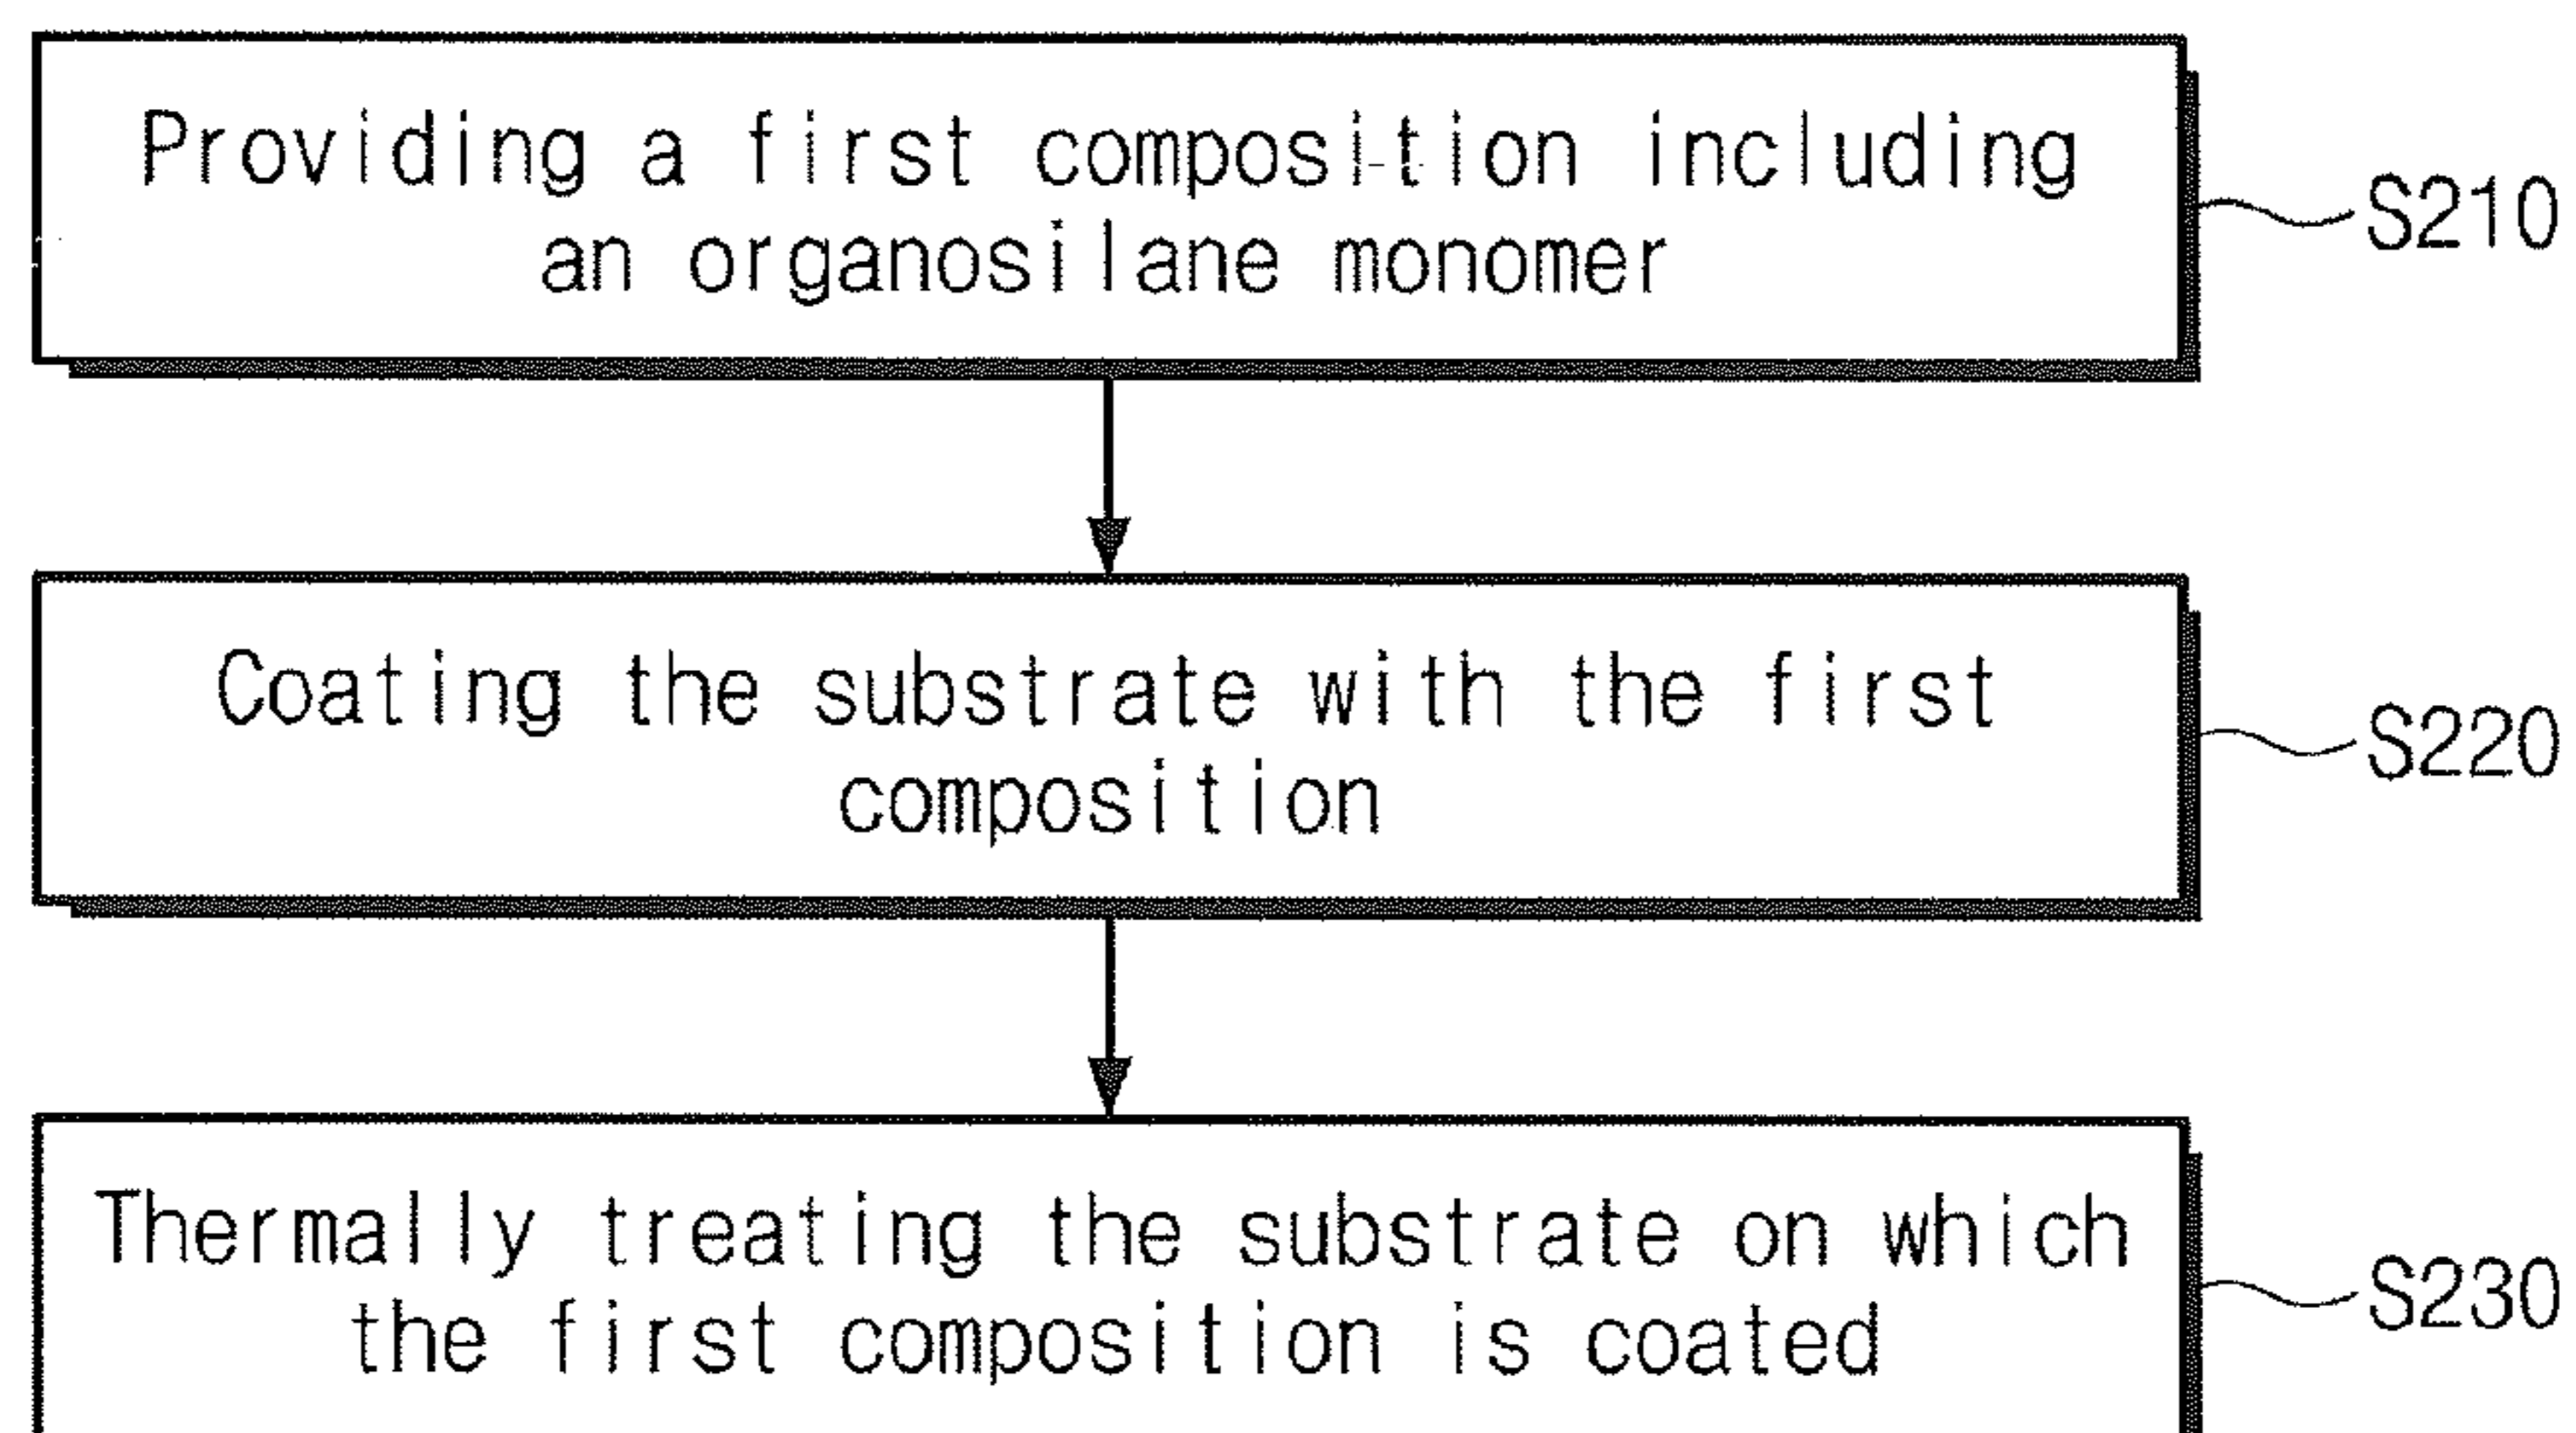 Providing a first composition including
an organosilane monomer
S210
Coating the substrate with the first
composition
S220
Thermally treating the substrate on which
the first composition is coated
S230